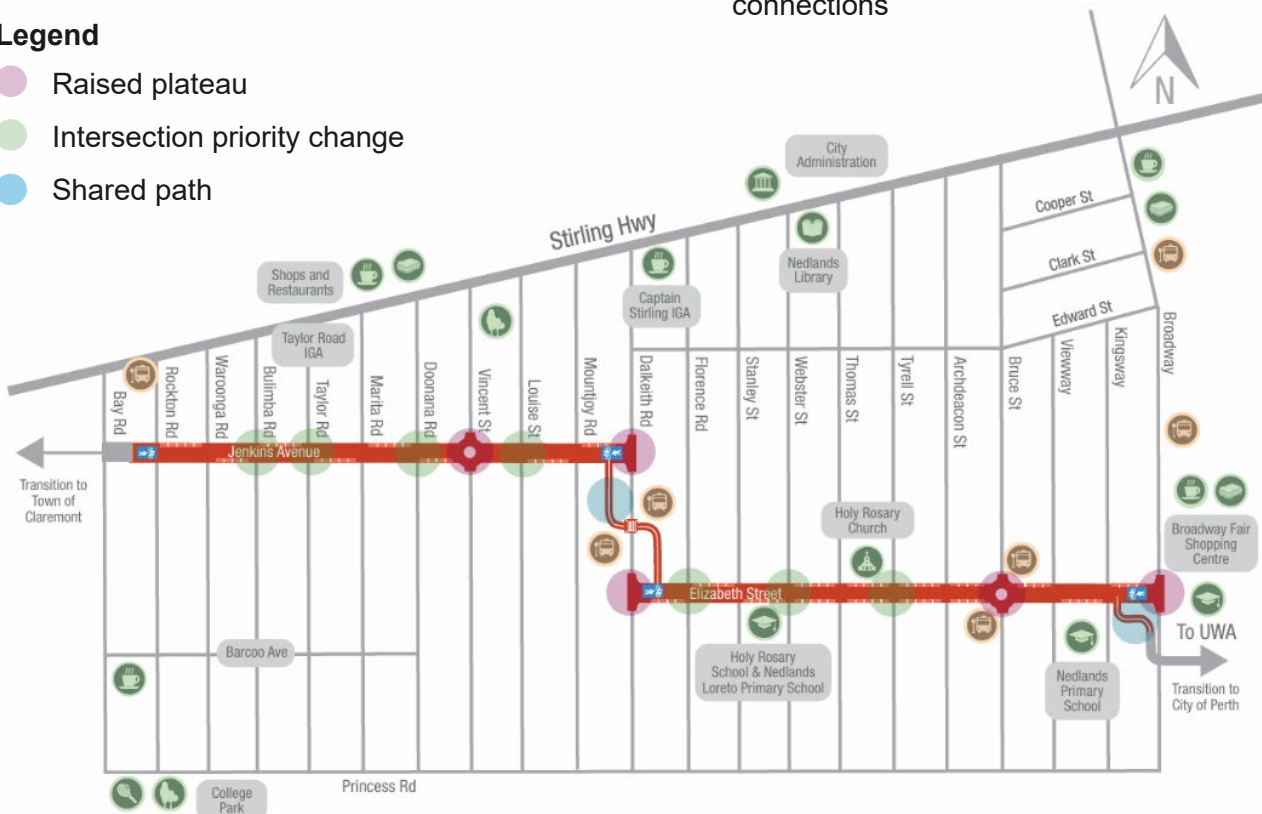 connections
Legend
Raised plateau
Intersection priority change
Shared path
N
City
Administration
Cooper St
Stirling Hwy
Clark St
Shops and
Restaurants
Nedlands
Library
Captain
Stirling IGA
Edward St
Taylor Road
IGA
Bay Rd
Rockton Rd
Waroonga Rd
Bulimba Rd
Taylor Rd
Marita Rd
Doonana Rd
Vincent St
Louise St
Mountjoy Rd
Dalkeith Rd
Florence Rd
Stanley St
Webster St
Thomas St
Tyrell St
Archdeacon St
Bruce St
Viewway
Kingsway
Broadway
Jenkins Avenue
Transition to
Town of
Claremont
Holy Rosary
Church
Broadway Fair
Shopping
Centre
Elizabeth Street
To UWA
Barcoo Ave
Holy Rosary
School & Nedlands
Loreto Primary School
Nedlands
Primary
School
Transition to
City of Perth
Princess Rd
College
Park